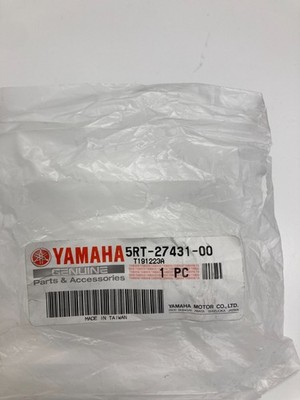 YAMAHA 5RT-27431-00
T191223A
GENUINE
Parts & Accessories
1 PC
YAMAHA MOTOR CO.,LTD.
MADE IN TAIWAN